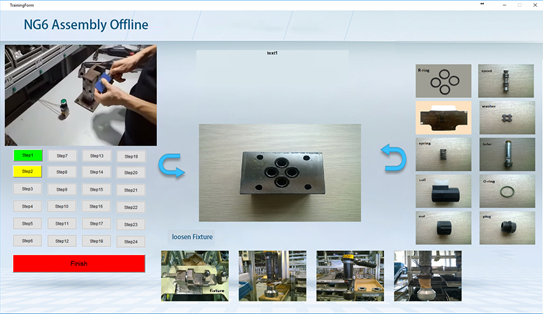 TrainingForm
NG6 Assembly Offline
text1
Step1 Step7 Step13 Step19
Step2 Step8 Step14 Step20
Step3 Step9 Step15 Step21
Step4 Step10 Step16 Step22
Step5 Step11 Step17 Step23
Step6 Step12 Step18 Step24
Finish
loosen Fixture
fixture
O-ring
spool
washer
spring
tube
coil
O-ring
nut
plug